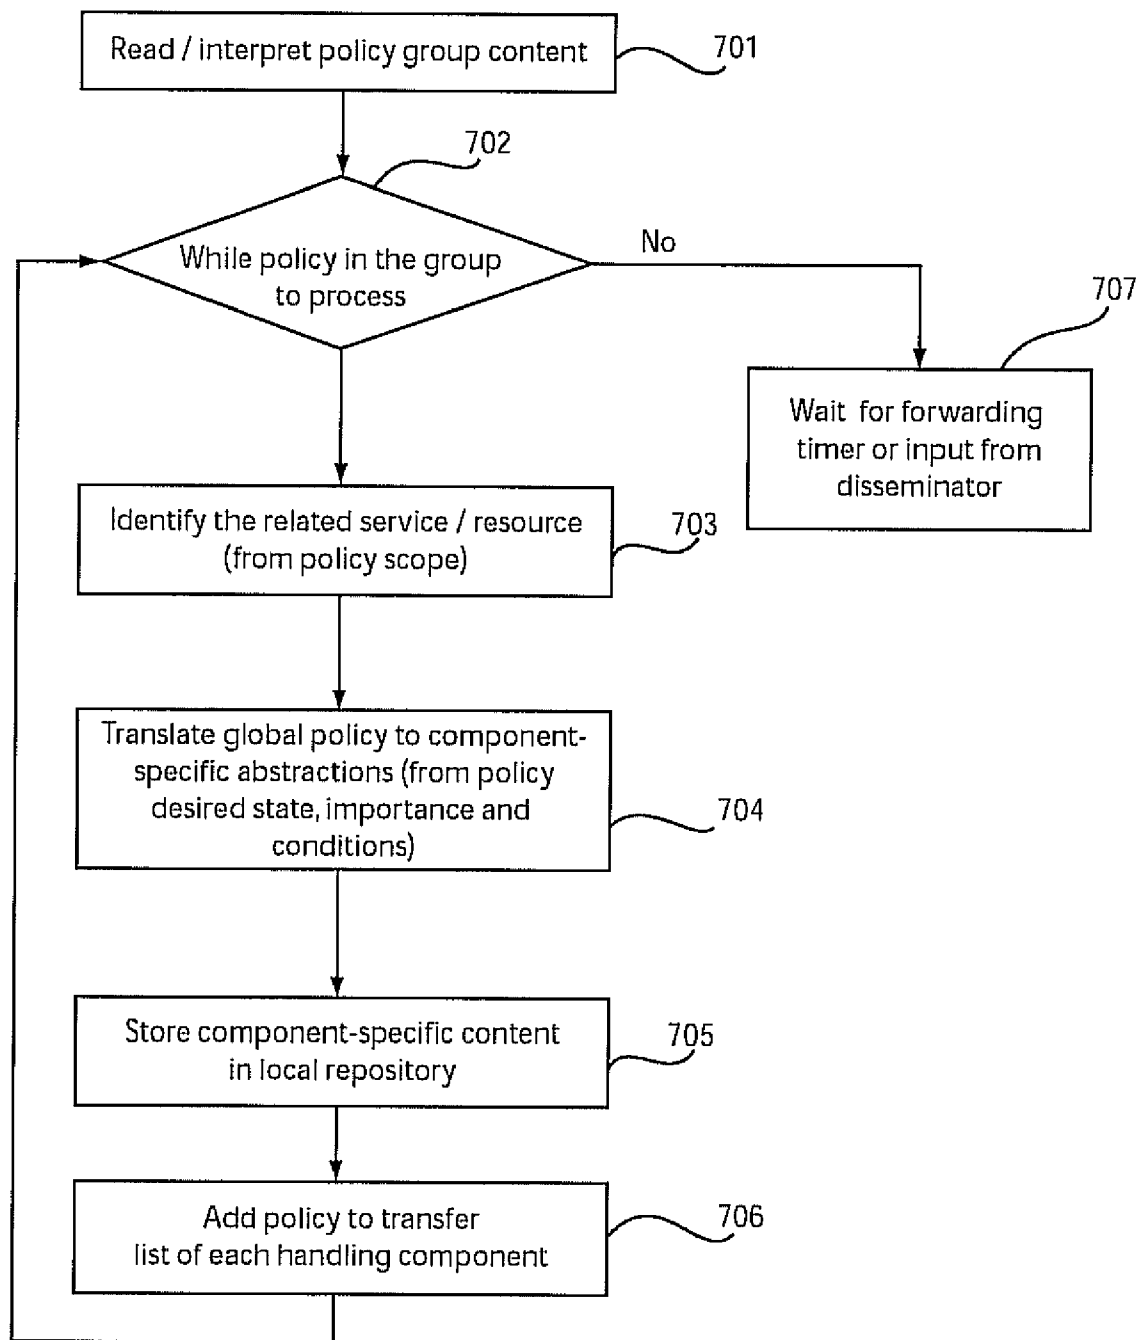 Read / interpret policy group content
701
702
While policy in the group
to process
No
707
Wait for forwarding
timer or input from
disseminator
Identify the related service / resource
(from policy scope)
703
Translate global policy to component-
specific abstractions (from policy
desired state, importance and
conditions)
704
Store component-specific content
in local repository
705
Add policy to transfer
list of each handling component
706